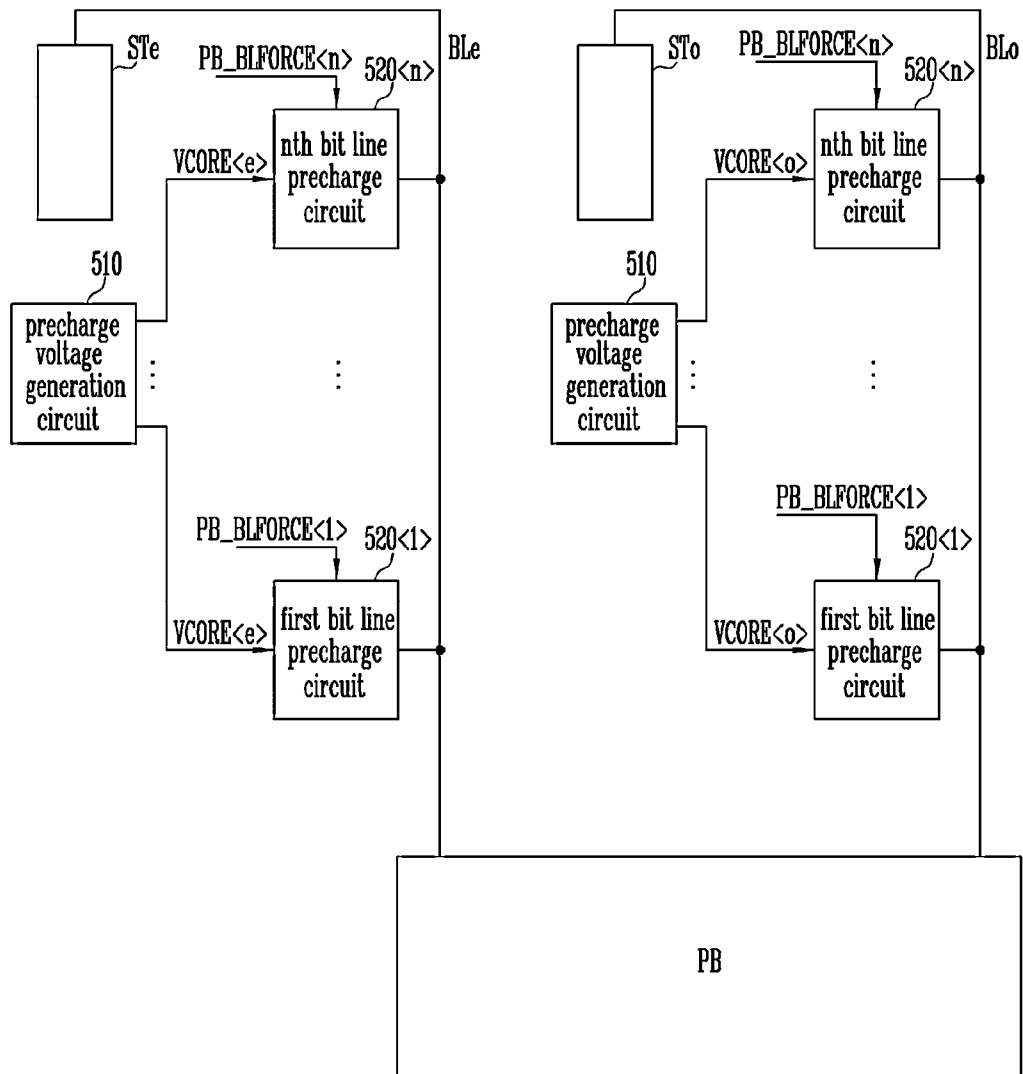 STe
BLe
PB_BLFORCE<n>
520<n>
nth bit line
precharge
circuit
VCORE<e>
510
precharge
voltage
generation
circuit
PB_BLFORCE<1>
520<1>
first bit line
precharge
circuit
VCORE<e>
STo
BLo
PB_BLFORCE<n>
520<n>
nth bit line
precharge
circuit
VCORE<o>
510
precharge
voltage
generation
circuit
PB_BLFORCE<1>
520<1>
first bit line
precharge
circuit
VCORE<o>
PB